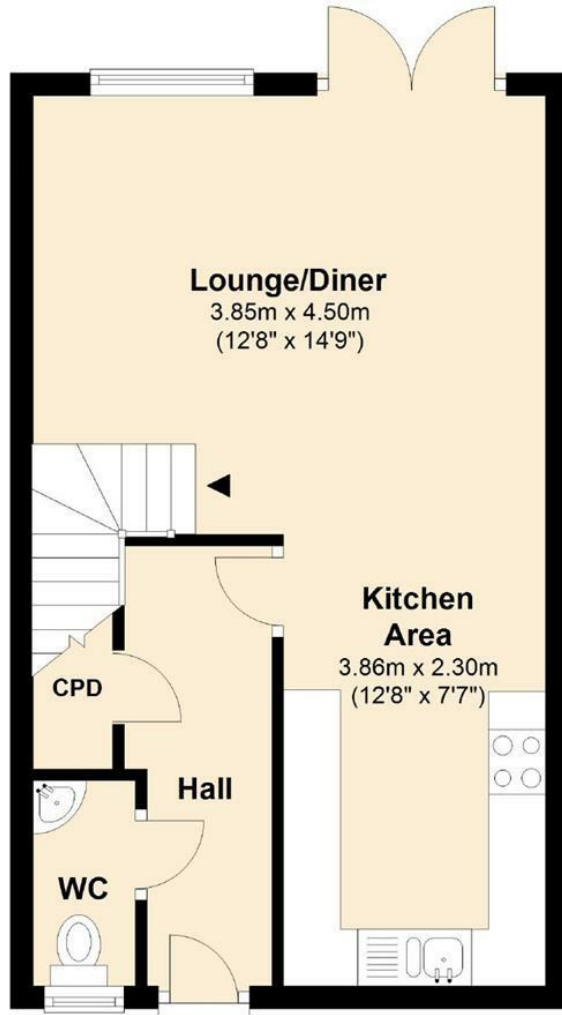 Lounge/Diner
3.85m x 4.50m
(12'8" x 14'9")
Kitchen
Area
3.86m x 2.30m
(12'8" x 7'7")
CPD
Hall
WC